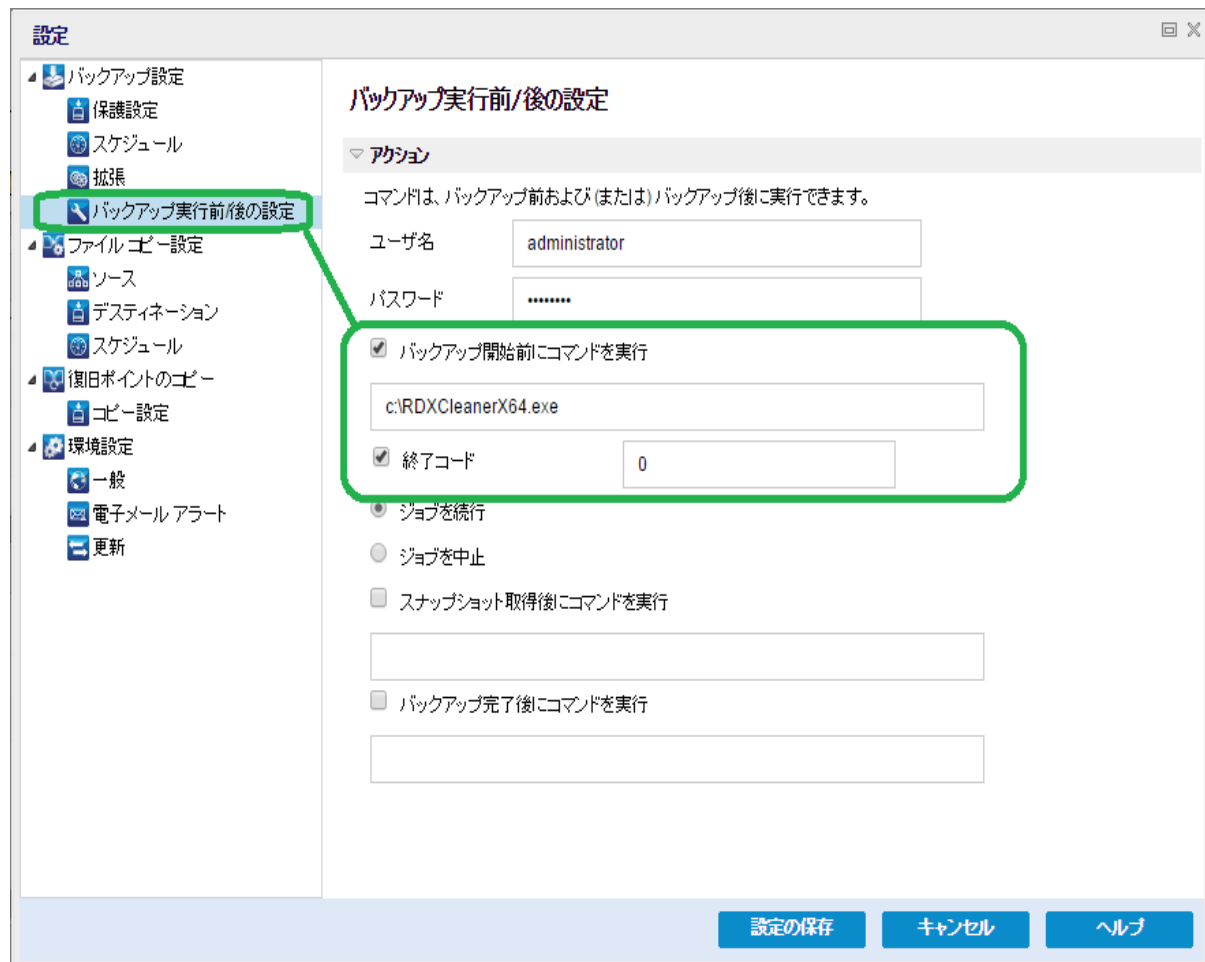 設定
バックアップ設定
保護設定
スケジュール
拡張
バックアップ実行前/後の設定
ファイル コピー設定
ソース
デスティネーション
スケジュール
復旧ポイントのコピー
コピー設定
環境設定
一般
電子メール アラート
更新
バックアップ実行前/後の設定
アクション
コマンドは、バックアップ前および(または)バックアップ後に実行できます。
ユーザ名 administrator
パスワード ••••••••
バックアップ開始前にコマンドを実行
c:\RDXCleanerX64.exe
終了コード 0
ジョブを続行
ジョブを中止
スナップショット取得後にコマンドを実行
バックアップ完了後にコマンドを実行
設定の保存 キャンセル ヘルプ